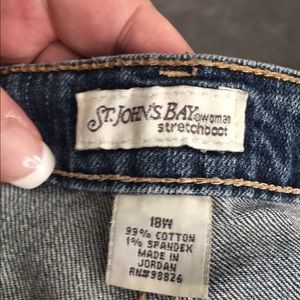 ST. JOHN'S BAY woman
stretchboot
18W
99% COTTON
1% SPANDEX
MADE IN
JORDAN
RN#98826